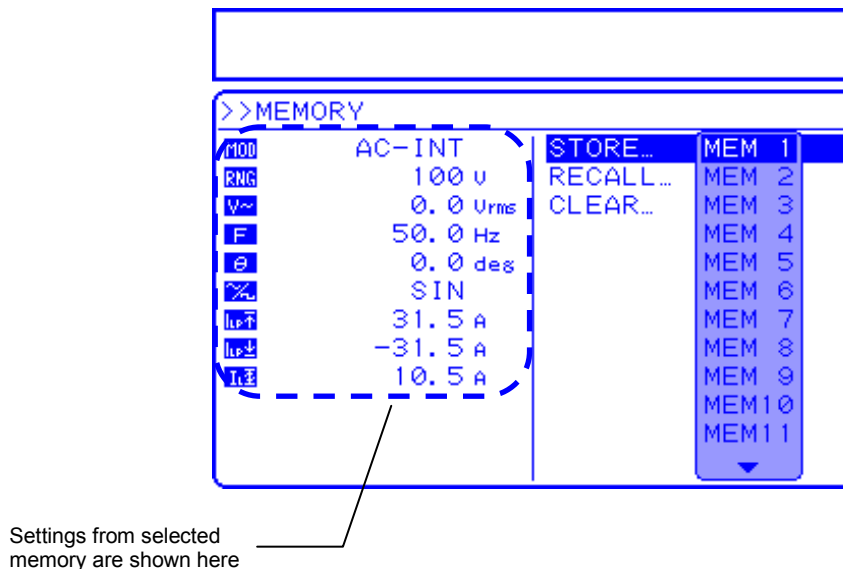 >>MEMORY
MOD AC-INT
RNG 100 V
V~ 0.0 Vrms
F 50.0 Hz
θ 0.0 deg
SIN
31.5 A
-31.5 A
10.5 A
STORE…
RECALL…
CLEAR…
MEM 1
MEM 2
MEM 3
MEM 4
MEM 5
MEM 6
MEM 7
MEM 8
MEM 9
MEM10
MEM11
Settings from selected
memory are shown here